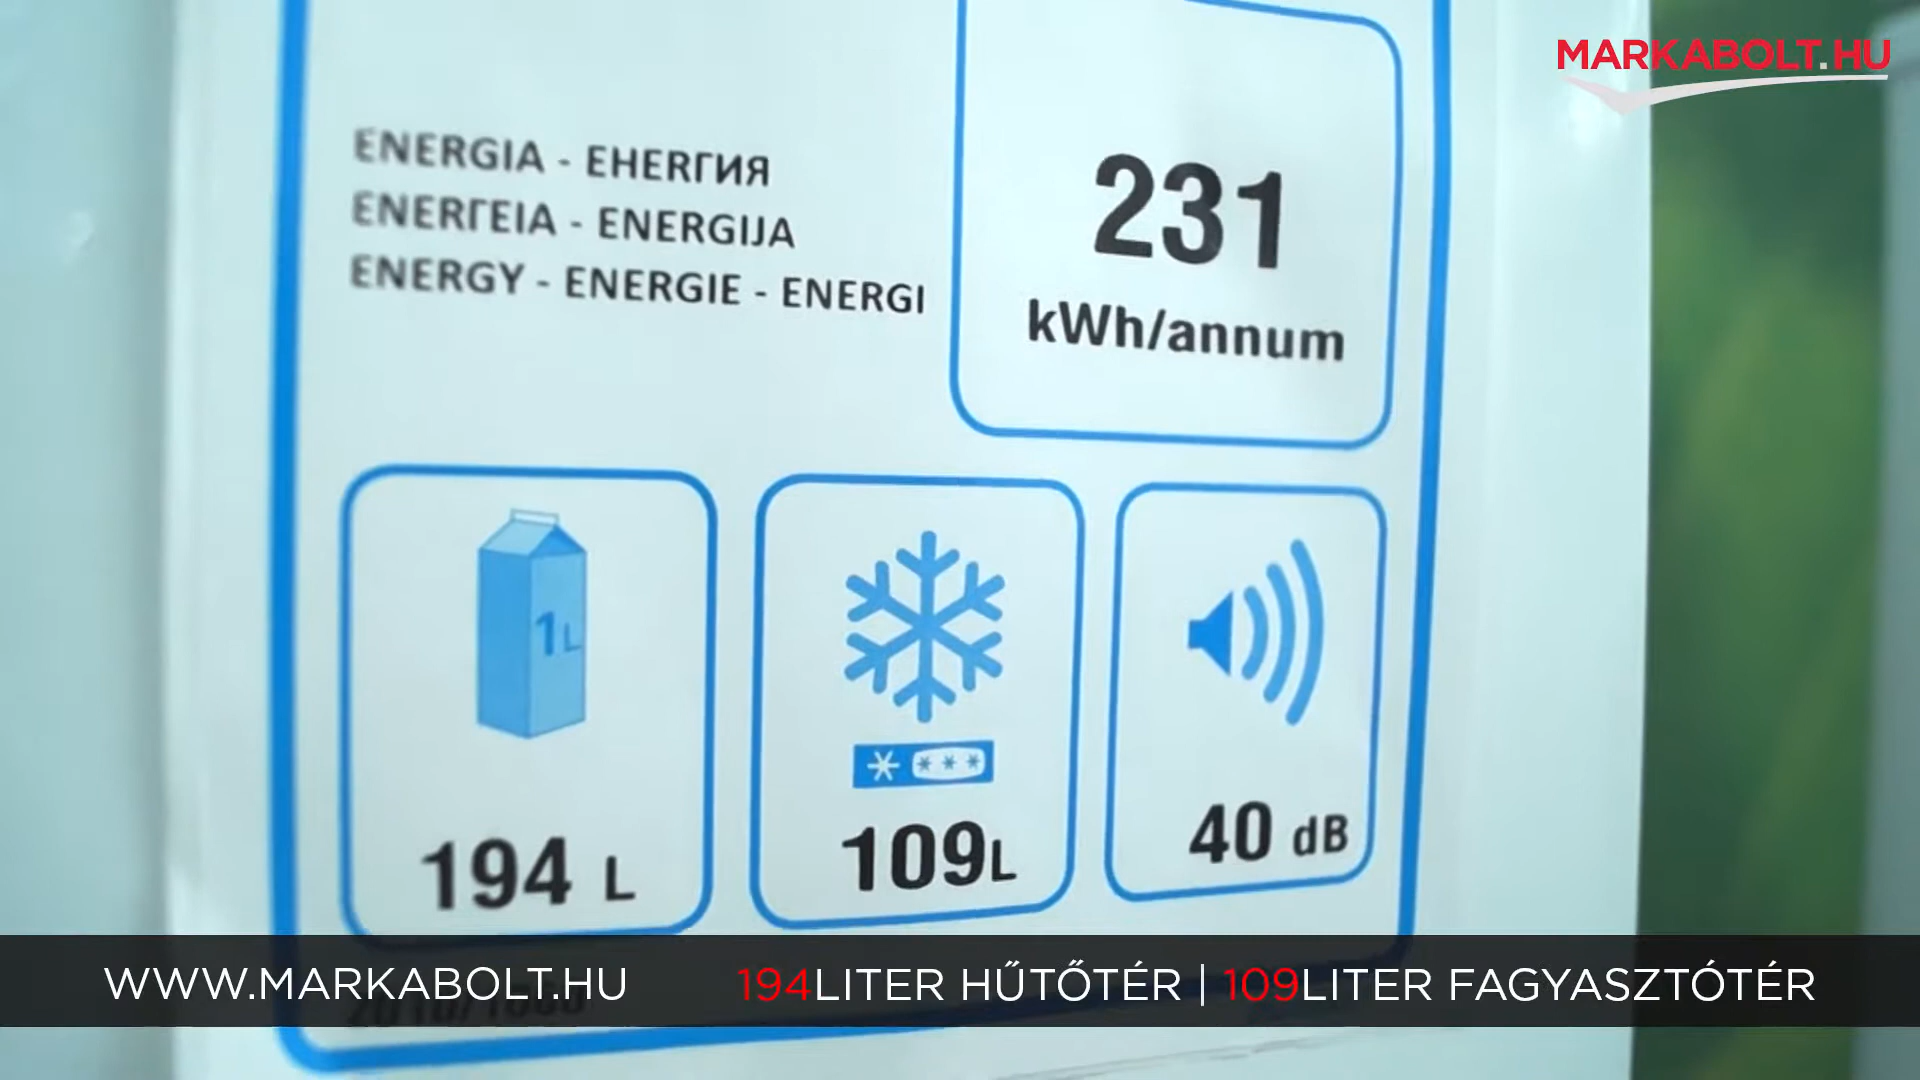 MARKABOLT.HU
ENERGIA - ЕНЕРГИЯ
ΕΝΕΡΓΕΙΑ - ENERGIJA
ENERGY - ENERGIE - ENERGI
231
kWh/annum
1L
194 L
109L
40 dB
WWW.MARKABOLT.HU
194LITER HŰTŐTÉR | 109LITER FAGYASZTÓTÉR